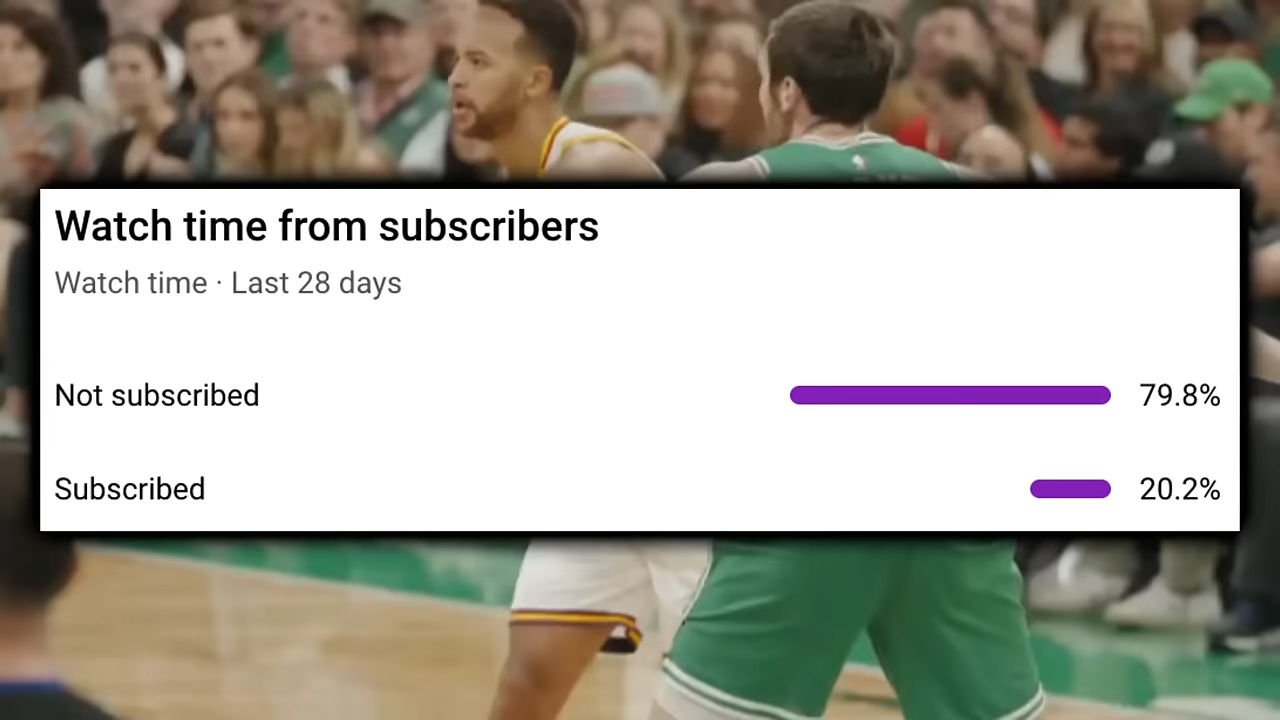 Watch time from subscribers
Watch time · Last 28 days
Not subscribed 79.8%
Subscribed 20.2%